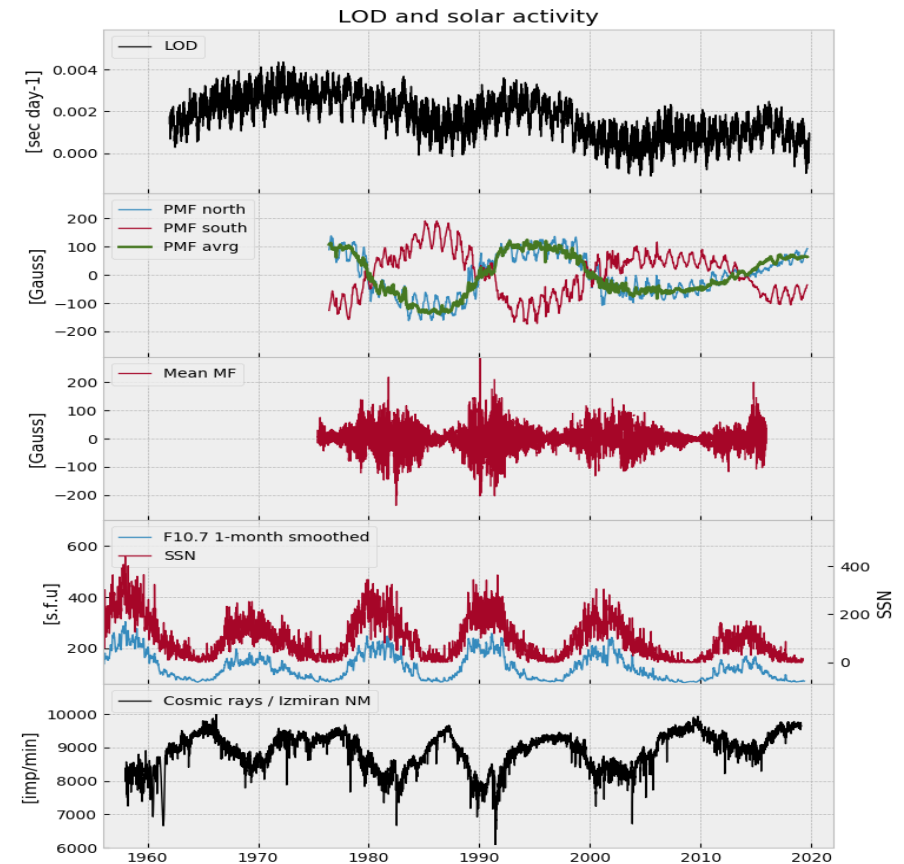 LOD and solar activity
LOD
[sec day-1]
0.004
0.002
0.000
PMF north
PMF south
PMF avrg
[Gauss]
200
100
0
−100
−200
Mean MF
[Gauss]
200
100
0
−100
−200
F10.7 1-month smoothed
SSN
[s.f.u]
600
400
200
400
200
0
SSN
Cosmic rays / Izmiran NM
[imp/min]
10000
9000
8000
7000
6000
1960 1970 1980 1990 2000 2010 2020